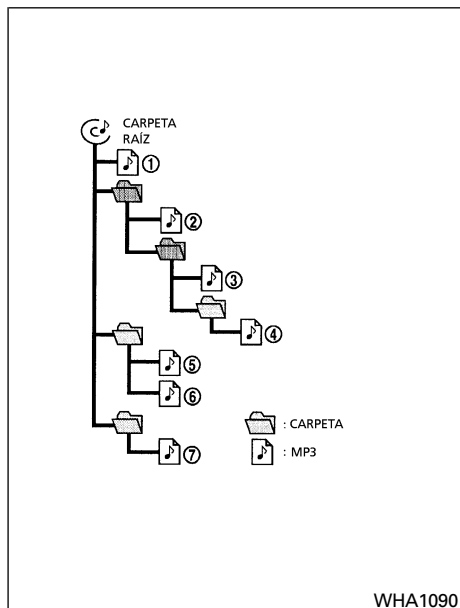 CARPETA
RAÍZ
①
②
③
④
⑤
⑥
⑦
: CARPETA
: MP3
WHA1090